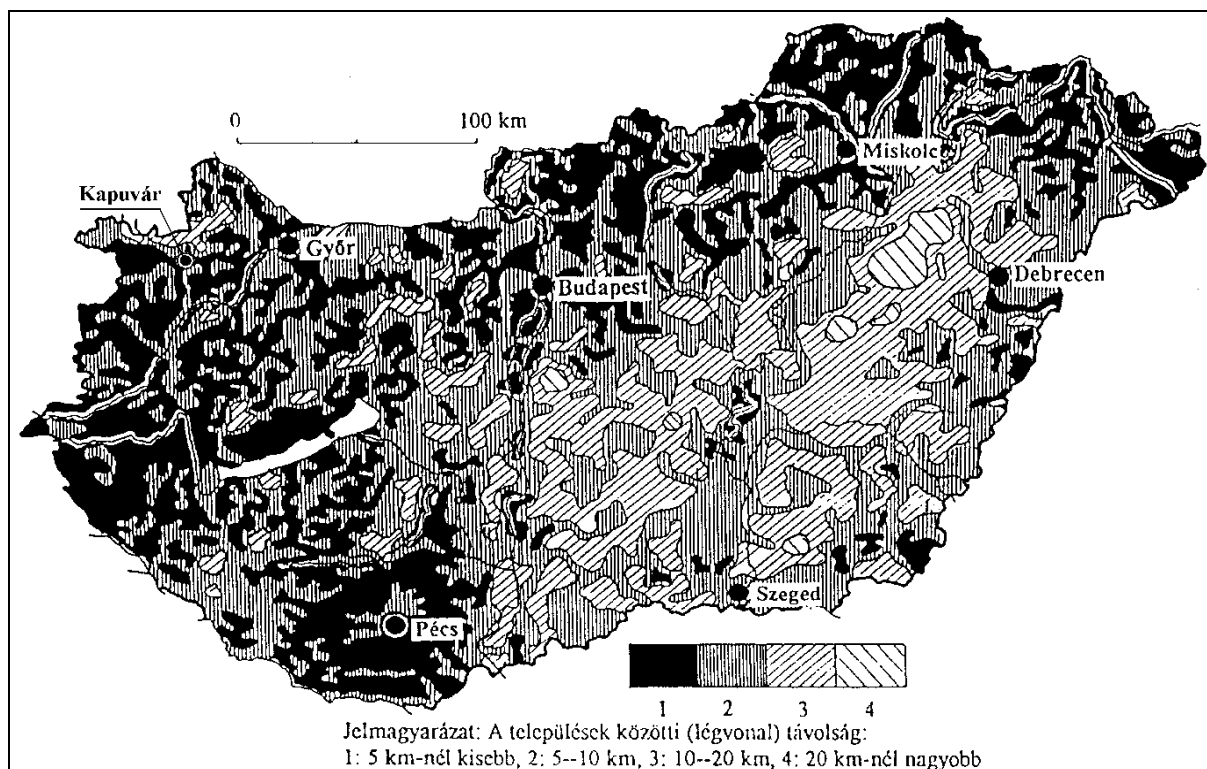 0 100 km
Kapuvár
Miskolc
Győr
Budapest
Debrecen
Szeged
Pécs
1 2 3 4
Jelmagyarázat: A települések közötti (légvonal) távolság:
1: 5 km-nél kisebb, 2: 5--10 km, 3: 10--20 km, 4: 20 km-nél nagyobb